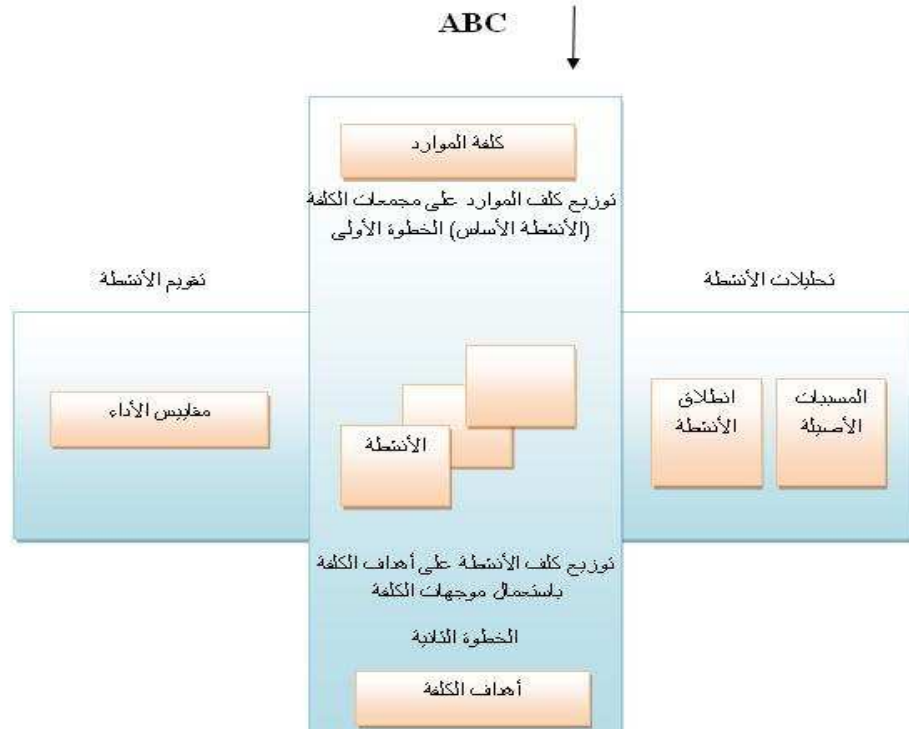 ABC
كلفة الموارد
توزيع كلف الموارد على مجمعات الكلفة
(الأنشطة الأساس) الخطوة الأولى
تحليلات الأنشطة
تقويم الأنشطة
المسببات
الأصيلة
انطلاق
الأنشطة
الأنشطة
مقاييس الأداء
توزيع كلف الأنشطة على أهداف الكلفة
باستعمال موجهات الكلفة
الخطوة الثانية
أهداف الكلفة